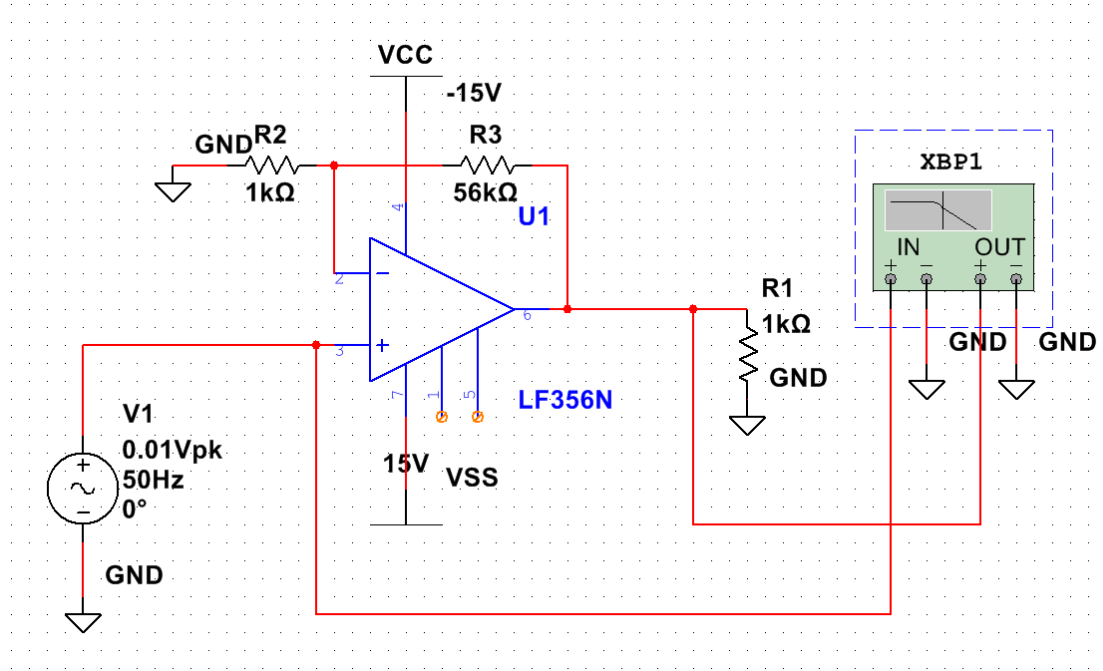 VCC
-15V
GND
R2
1kΩ
R3
56kΩ
U1
4
2
3
6
7
1
5
LF356N
15V
VSS
V1
0.01Vpk
50Hz
0°
GND
R1
1kΩ
GND
XBP1
IN
OUT
GND
GND